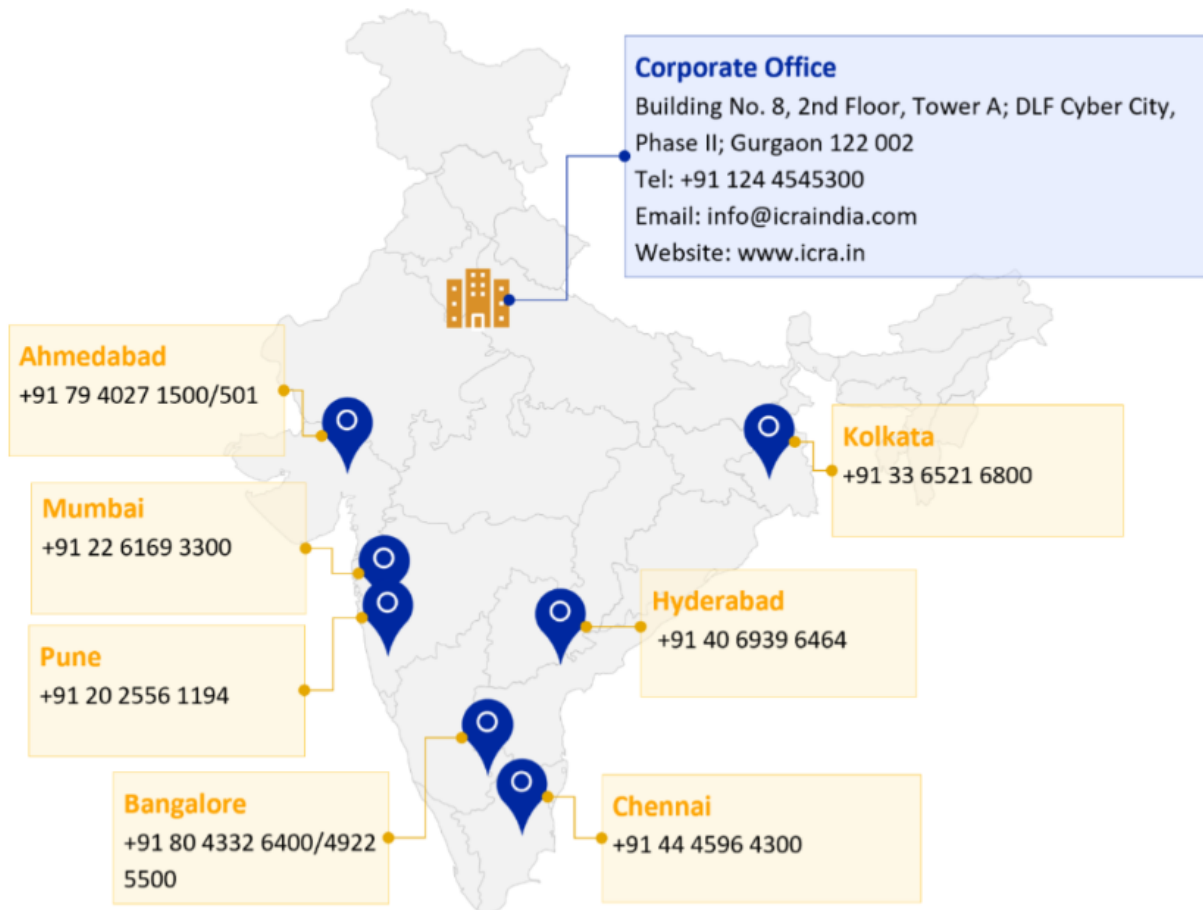 Corporate Office
Building No. 8, 2nd Floor, Tower A; DLF Cyber City,
Phase II; Gurgaon 122 002
Tel: +91 124 4545300
Email: info@icraindia.com
Website: www.icra.in
Ahmedabad
+91 79 4027 1500/501
Kolkata
+91 33 6521 6800
Mumbai
+91 22 6169 3300
Hyderabad
+91 40 6939 6464
Pune
+91 20 2556 1194
Bangalore
+91 80 4332 6400/4922
5500
Chennai
+91 44 4596 4300